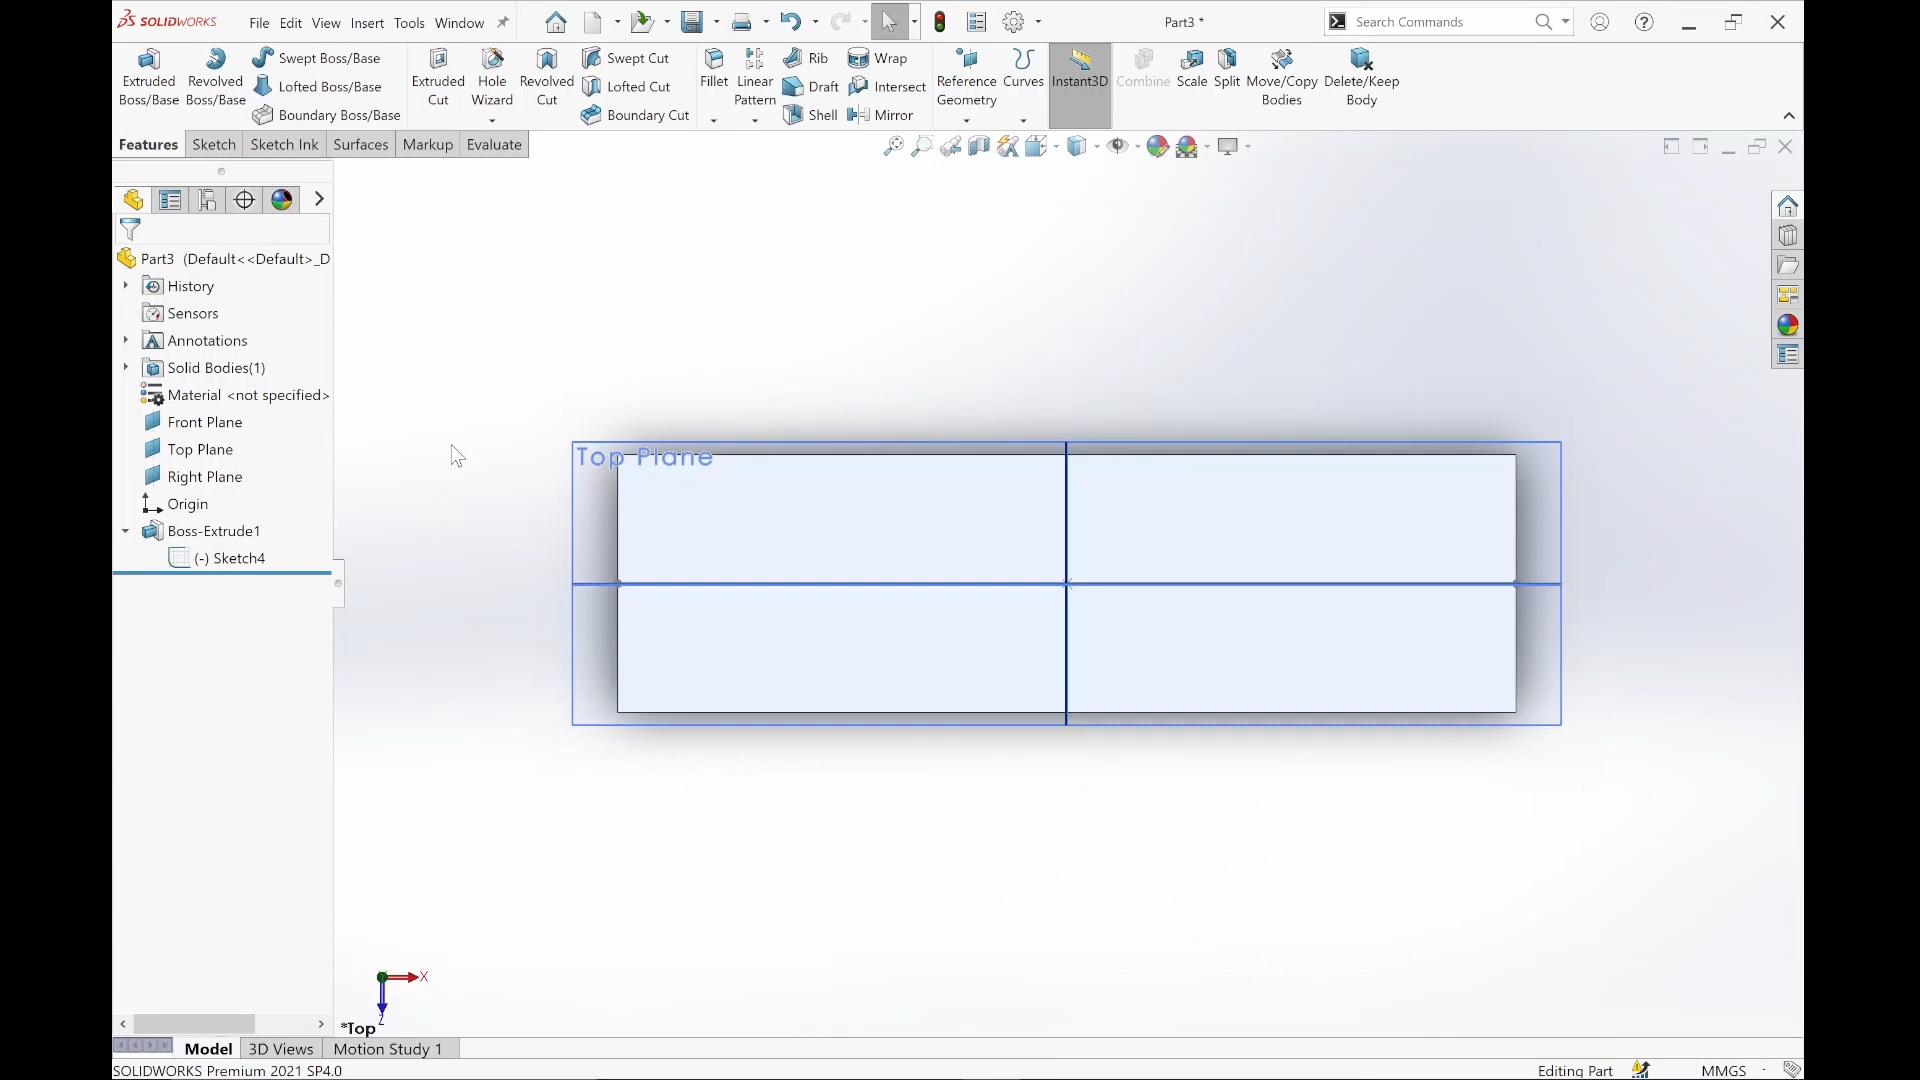 SOLIDWORKS File Edit View Insert Tools Window Part3 * Search Commands
Extruded Boss/Base
Revolved Boss/Base
Swept Boss/Base
Lofted Boss/Base
Boundary Boss/Base
Extruded Cut
Hole Wizard
Revolved Cut
Swept Cut
Lofted Cut
Boundary Cut
Fillet
Linear Pattern
Rib
Draft
Shell
Wrap
Intersect
Mirror
Reference Geometry
Curves
Instant3D
Combine
Scale
Split
Move/Copy Bodies
Delete/Keep Body
Features Sketch Sketch Ink Surfaces Markup Evaluate
Part3 (Default<<Default>_D
History
Sensors
Annotations
Solid Bodies(1)
Material <not specified>
Front Plane
Top Plane
Right Plane
Origin
Boss-Extrude1
(-) Sketch4
Top Plane
X
Z
*Top
Model 3D Views Motion Study 1
SOLIDWORKS Premium 2021 SP4.0 Editing Part MMGS